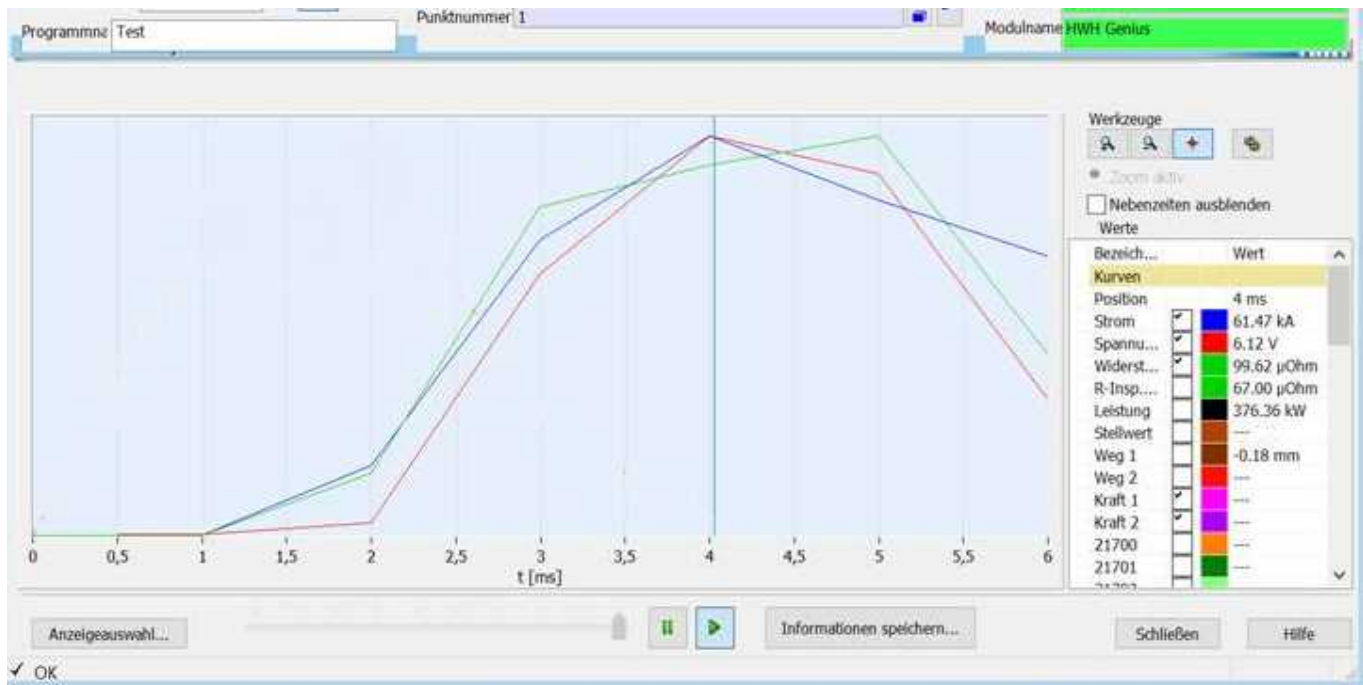 Programmna Test
Punktnummer 1
Modulname HWH Genius
Werkzeuge
Zoom aktiv
Nebenzeiten ausblenden
Werte
Bezeich... Wert
Kurven
Position 4 ms
Strom 61.47 kA
Spannu... 6.12 V
Widerst... 99.62 µOhm
R-Insp.... 67.00 µOhm
Leistung 376.36 kW
Stellwert ---
Weg 1 -0.18 mm
Weg 2 ---
Kraft 1 ---
Kraft 2 ---
21700 ---
21701 ---
0 0,5 1 1,5 2 2,5 3 3,5 4 4,5 5 5,5 6
t [ms]
Anzeigeauswahl...
Informationen speichern...
Schließen
Hilfe
OK